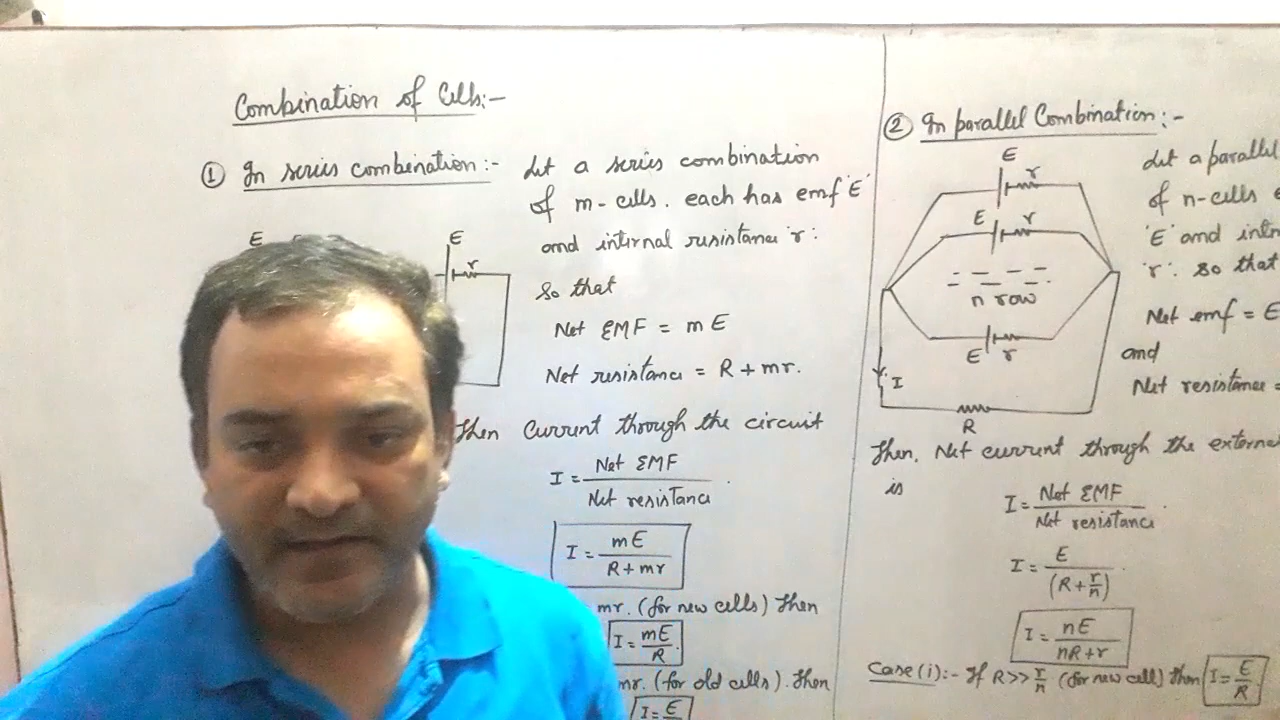 Combination of Cells:-
① In series combination:- Let a series combination
of m-cells. each has emf 'E'
and internal resistance 'r':
so that
Net EMF = mE
Net resistance = R + mr.
E
E
r
Then current through the circuit
I = Net EMF / Net resistance
I = mE / R + mr
mr. (for new cells) then
I = mE / R
mr. (for old cells). then
I = E
② In parallel Combination:-
Let a parallel
of n-cells
'E' and
'r'. so that
Net emf = E
and
Net resistance =
E
r
E
r
n row
E
r
I
R
Then, Net current through the
is
I = Net EMF / Net resistance
I = E / (R + r/n)
I = nE / nR + r
Case(i):- If R >> r/n (for new cell) then I = E / R